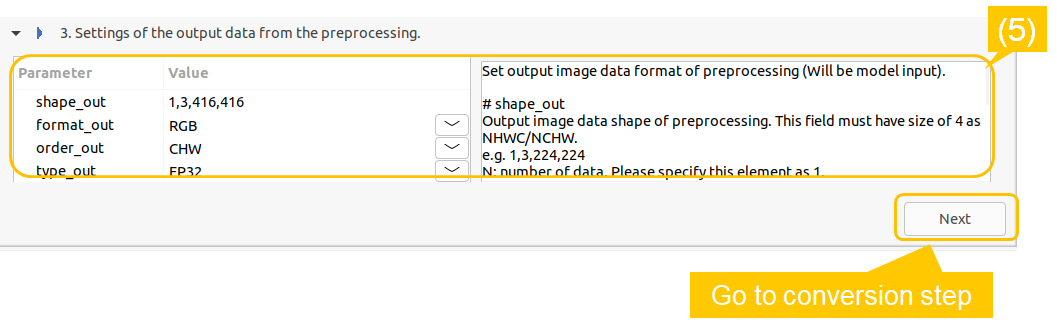 3. Settings of the output data from the preprocessing.
(5)
Parameter Value
shape_out 1,3,416,416
format_out RGB
order_out CHW
type_out FP32
Set output image data format of preprocessing (Will be model input).
# shape_out
Output image data shape of preprocessing. This field must have size of 4 as
NHWC/NCHW.
e.g. 1,3,224,224
N: number of data. Please specify this element as 1.
Next
Go to conversion step